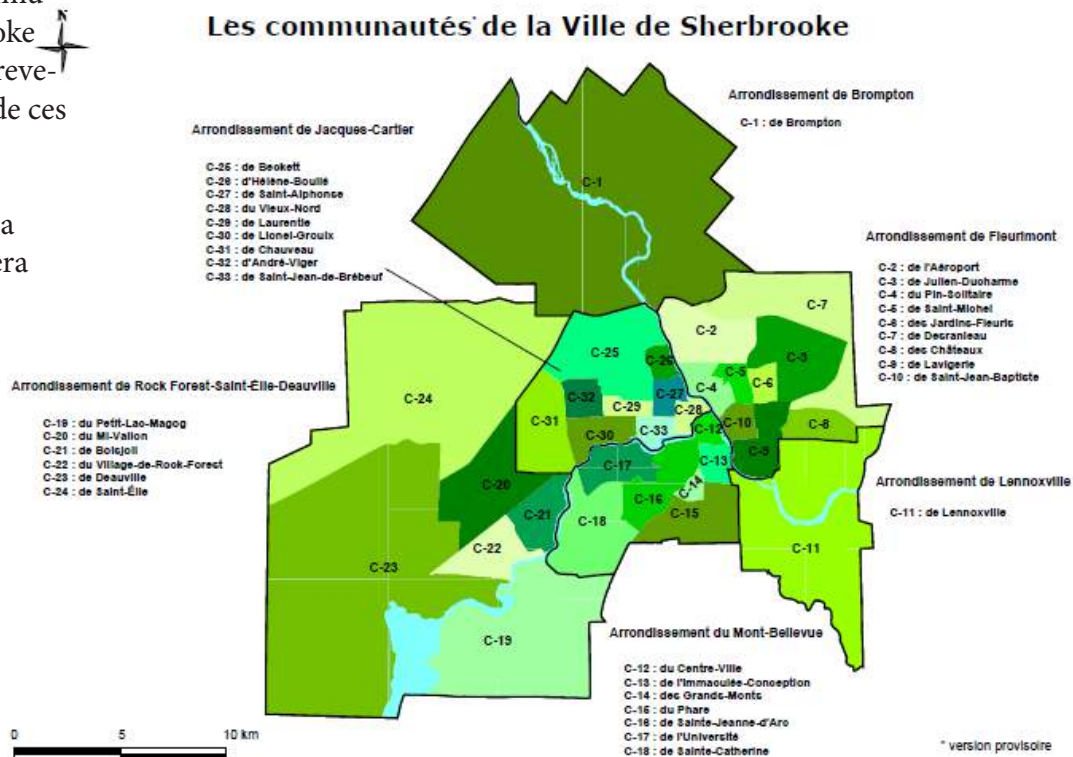 oke
reve-
de ces
a
era
Les communautés de la Ville de Sherbrooke
Arrondissement de Brompton
C-1 : de Brompton
Arrondissement de Jacques-Cartier
C-25 : de Beckett
C-26 : d'Hélène-Boullé
C-27 : de Saint-Alphonse
C-28 : du Vieux-Nord
C-29 : de Laurentie
C-30 : de Lionel-Groulx
C-31 : de Chauveau
C-32 : d'André-Viger
C-33 : de Saint-Jean-de-Brébeuf
Arrondissement de Fleurimont
C-2 : de l'Aéroport
C-3 : de Julien-Ducharme
C-4 : du Pin-Solitaire
C-5 : de Saint-Michel
C-6 : des Jardins-Fleuris
C-7 : de Desranleau
C-8 : des Châteaux
C-9 : de Lavigerie
C-10 : de Saint-Jean-Baptiste
Arrondissement de Rock Forest-Saint-Élie-Deauville
C-19 : du Petit-Lac-Magog
C-20 : du Mi-Vallon
C-21 : de Boisjoli
C-22 : du Village-de-Rock-Forest
C-23 : de Deauville
C-24 : de Saint-Élie
Arrondissement de Lennoxville
C-11 : de Lennoxville
Arrondissement du Mont-Bellevue
C-12 : du Centre-Ville
C-13 : de l'Immaculée-Conception
C-14 : des Grands-Monts
C-15 : du Phare
C-16 : de Sainte-Jeanne-d'Arc
C-17 : de l'Université
C-18 : de Sainte-Catherine
C-1
C-7
C-2
C-25
C-26
C-3
C-5
C-6
C-4
C-24
C-32
C-27
C-29
C-28
C-31
C-33
C-12
C-10
C-8
C-30
C-9
C-17
C-13
C-20
C-14
C-16
C-21
C-18
C-15
C-22
C-11
C-23
C-19
0 5 10 km
* version provisoire